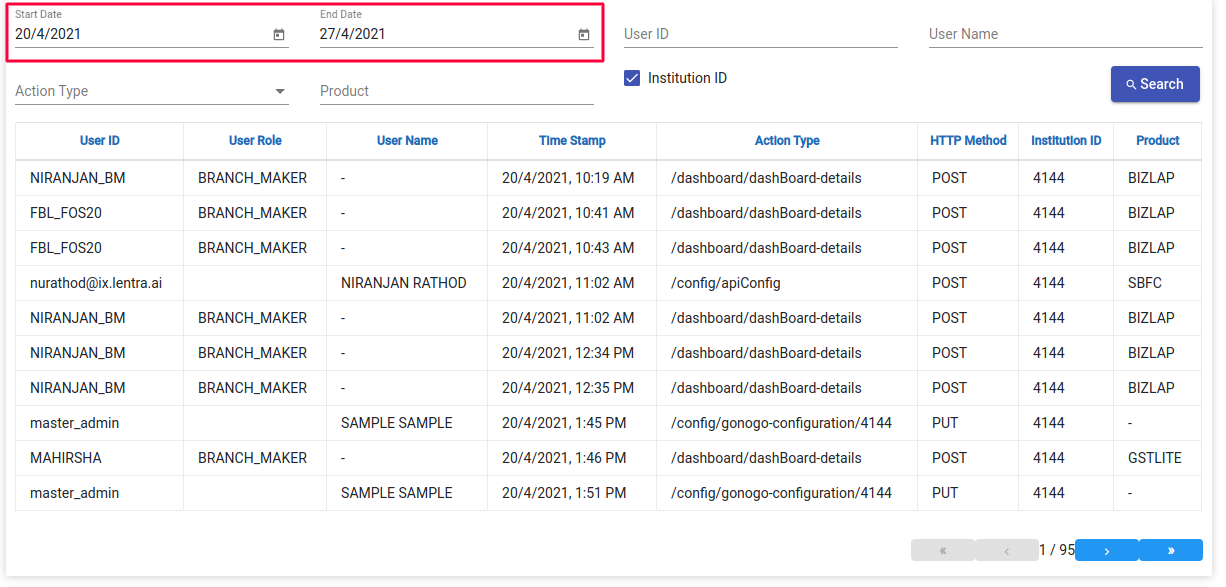 Start Date End Date
20/4/2021 27/4/2021 User ID User Name
Institution ID
Action Type Product Search
User ID User Role User Name Time Stamp Action Type HTTP Method Institution ID Product
NIRANJAN_BM BRANCH_MAKER - 20/4/2021, 10:19 AM /dashboard/dashBoard-details POST 4144 BIZLAP
FBL_FOS20 BRANCH_MAKER - 20/4/2021, 10:41 AM /dashboard/dashBoard-details POST 4144 BIZLAP
FBL_FOS20 BRANCH_MAKER - 20/4/2021, 10:43 AM /dashboard/dashBoard-details POST 4144 BIZLAP
nurathod@ix.lentra.ai NIRANJAN RATHOD 20/4/2021, 11:02 AM /config/apiConfig POST 4144 SBFC
NIRANJAN_BM BRANCH_MAKER - 20/4/2021, 11:02 AM /dashboard/dashBoard-details POST 4144 BIZLAP
NIRANJAN_BM BRANCH_MAKER - 20/4/2021, 12:34 PM /dashboard/dashBoard-details POST 4144 BIZLAP
NIRANJAN_BM BRANCH_MAKER - 20/4/2021, 12:35 PM /dashboard/dashBoard-details POST 4144 BIZLAP
master_admin SAMPLE SAMPLE 20/4/2021, 1:45 PM /config/gonogo-configuration/4144 PUT 4144 -
MAHIRSHA BRANCH_MAKER - 20/4/2021, 1:46 PM /dashboard/dashBoard-details POST 4144 GSTLITE
master_admin SAMPLE SAMPLE 20/4/2021, 1:51 PM /config/gonogo-configuration/4144 PUT 4144 -
« ‹ 1 / 95 › »